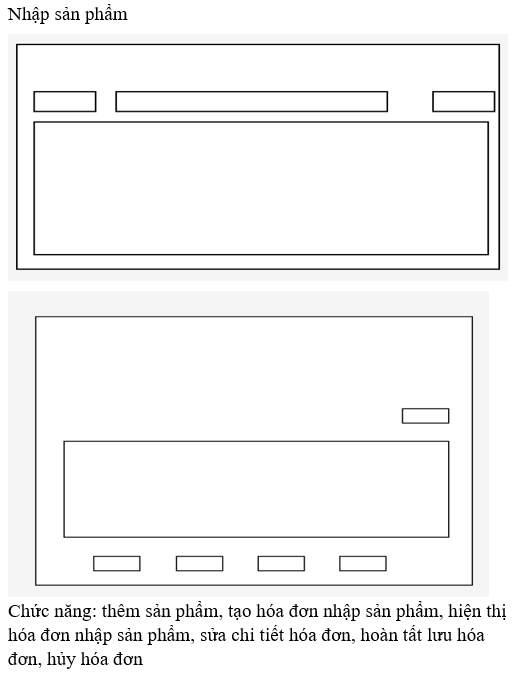 Nhập sản phẩm
Chức năng: thêm sản phẩm, tạo hóa đơn nhập sản phẩm, hiện thị
hóa đơn nhập sản phẩm, sửa chi tiết hóa đơn, hoàn tất lưu hóa
đơn, hủy hóa đơn